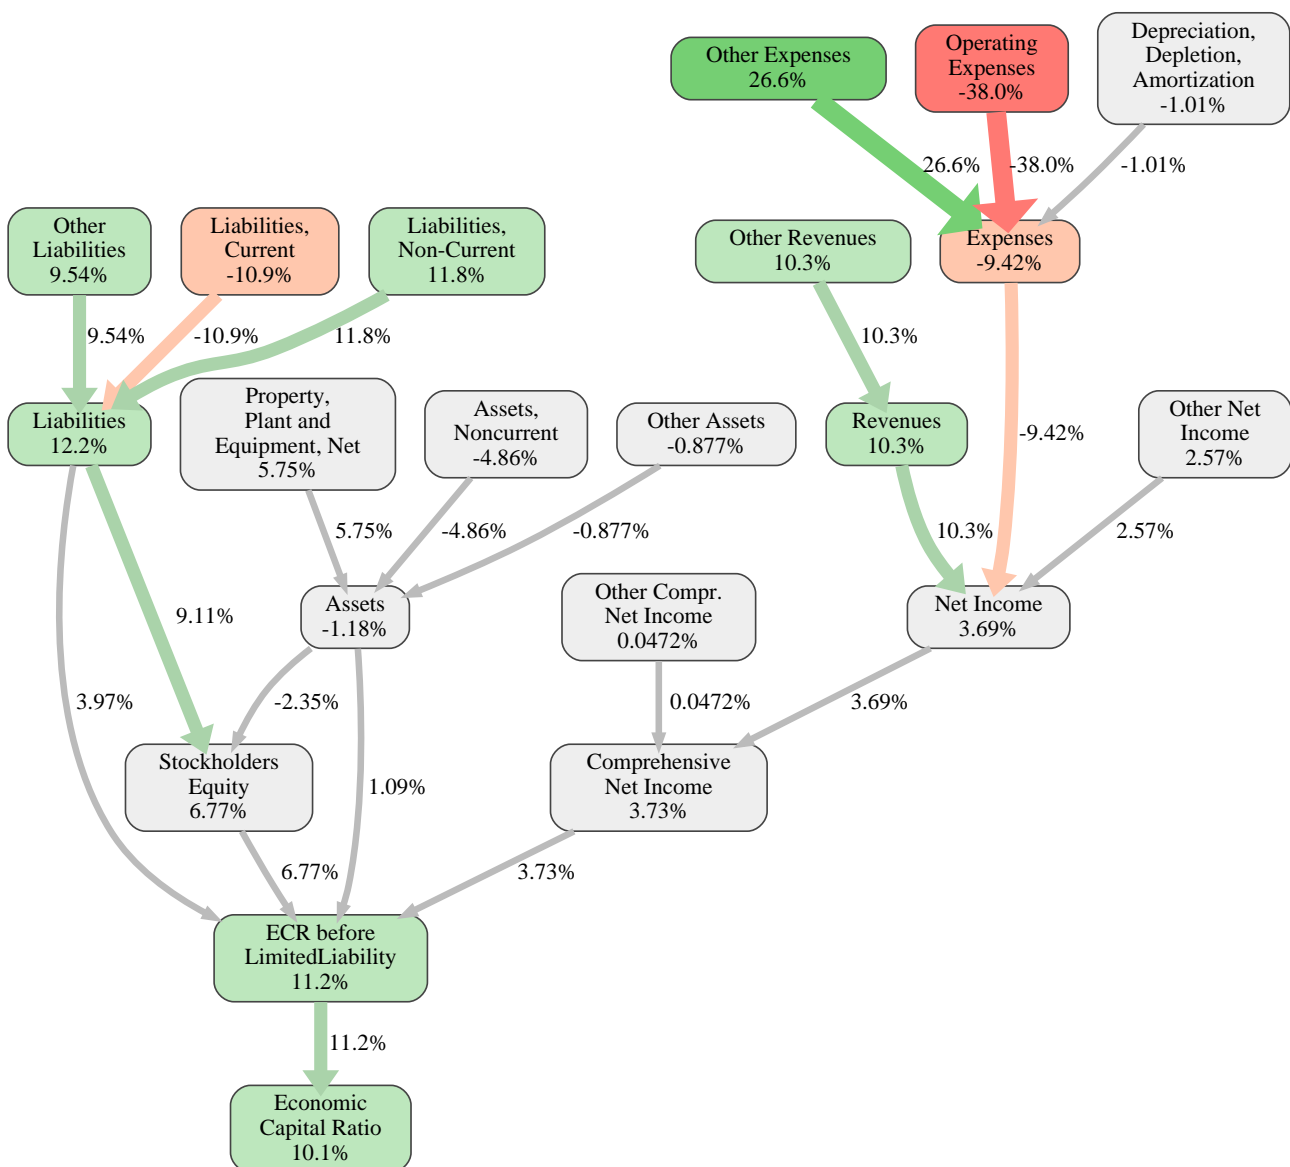 Other Expenses
26.6%
Operating
Expenses
-38.0%
Depreciation,
Depletion,
Amortization
-1.01%
26.6%
-38.0%
-1.01%
Other
Liabilities
9.54%
Liabilities,
Current
-10.9%
Liabilities,
Non-Current
11.8%
Other Revenues
10.3%
Expenses
-9.42%
9.54%
-10.9%
11.8%
10.3%
Liabilities
12.2%
Property,
Plant and
Equipment, Net
5.75%
Assets,
Noncurrent
-4.86%
Other Assets
-0.877%
Revenues
10.3%
-9.42%
Other Net
Income
2.57%
5.75%
-4.86%
-0.877%
10.3%
2.57%
Assets
-1.18%
Other Compr.
Net Income
0.0472%
Net Income
3.69%
9.11%
3.97%
-2.35%
0.0472%
3.69%
Stockholders
Equity
6.77%
1.09%
Comprehensive
Net Income
3.73%
6.77%
3.73%
ECR before
LimitedLiability
11.2%
11.2%
Economic
Capital Ratio
10.1%